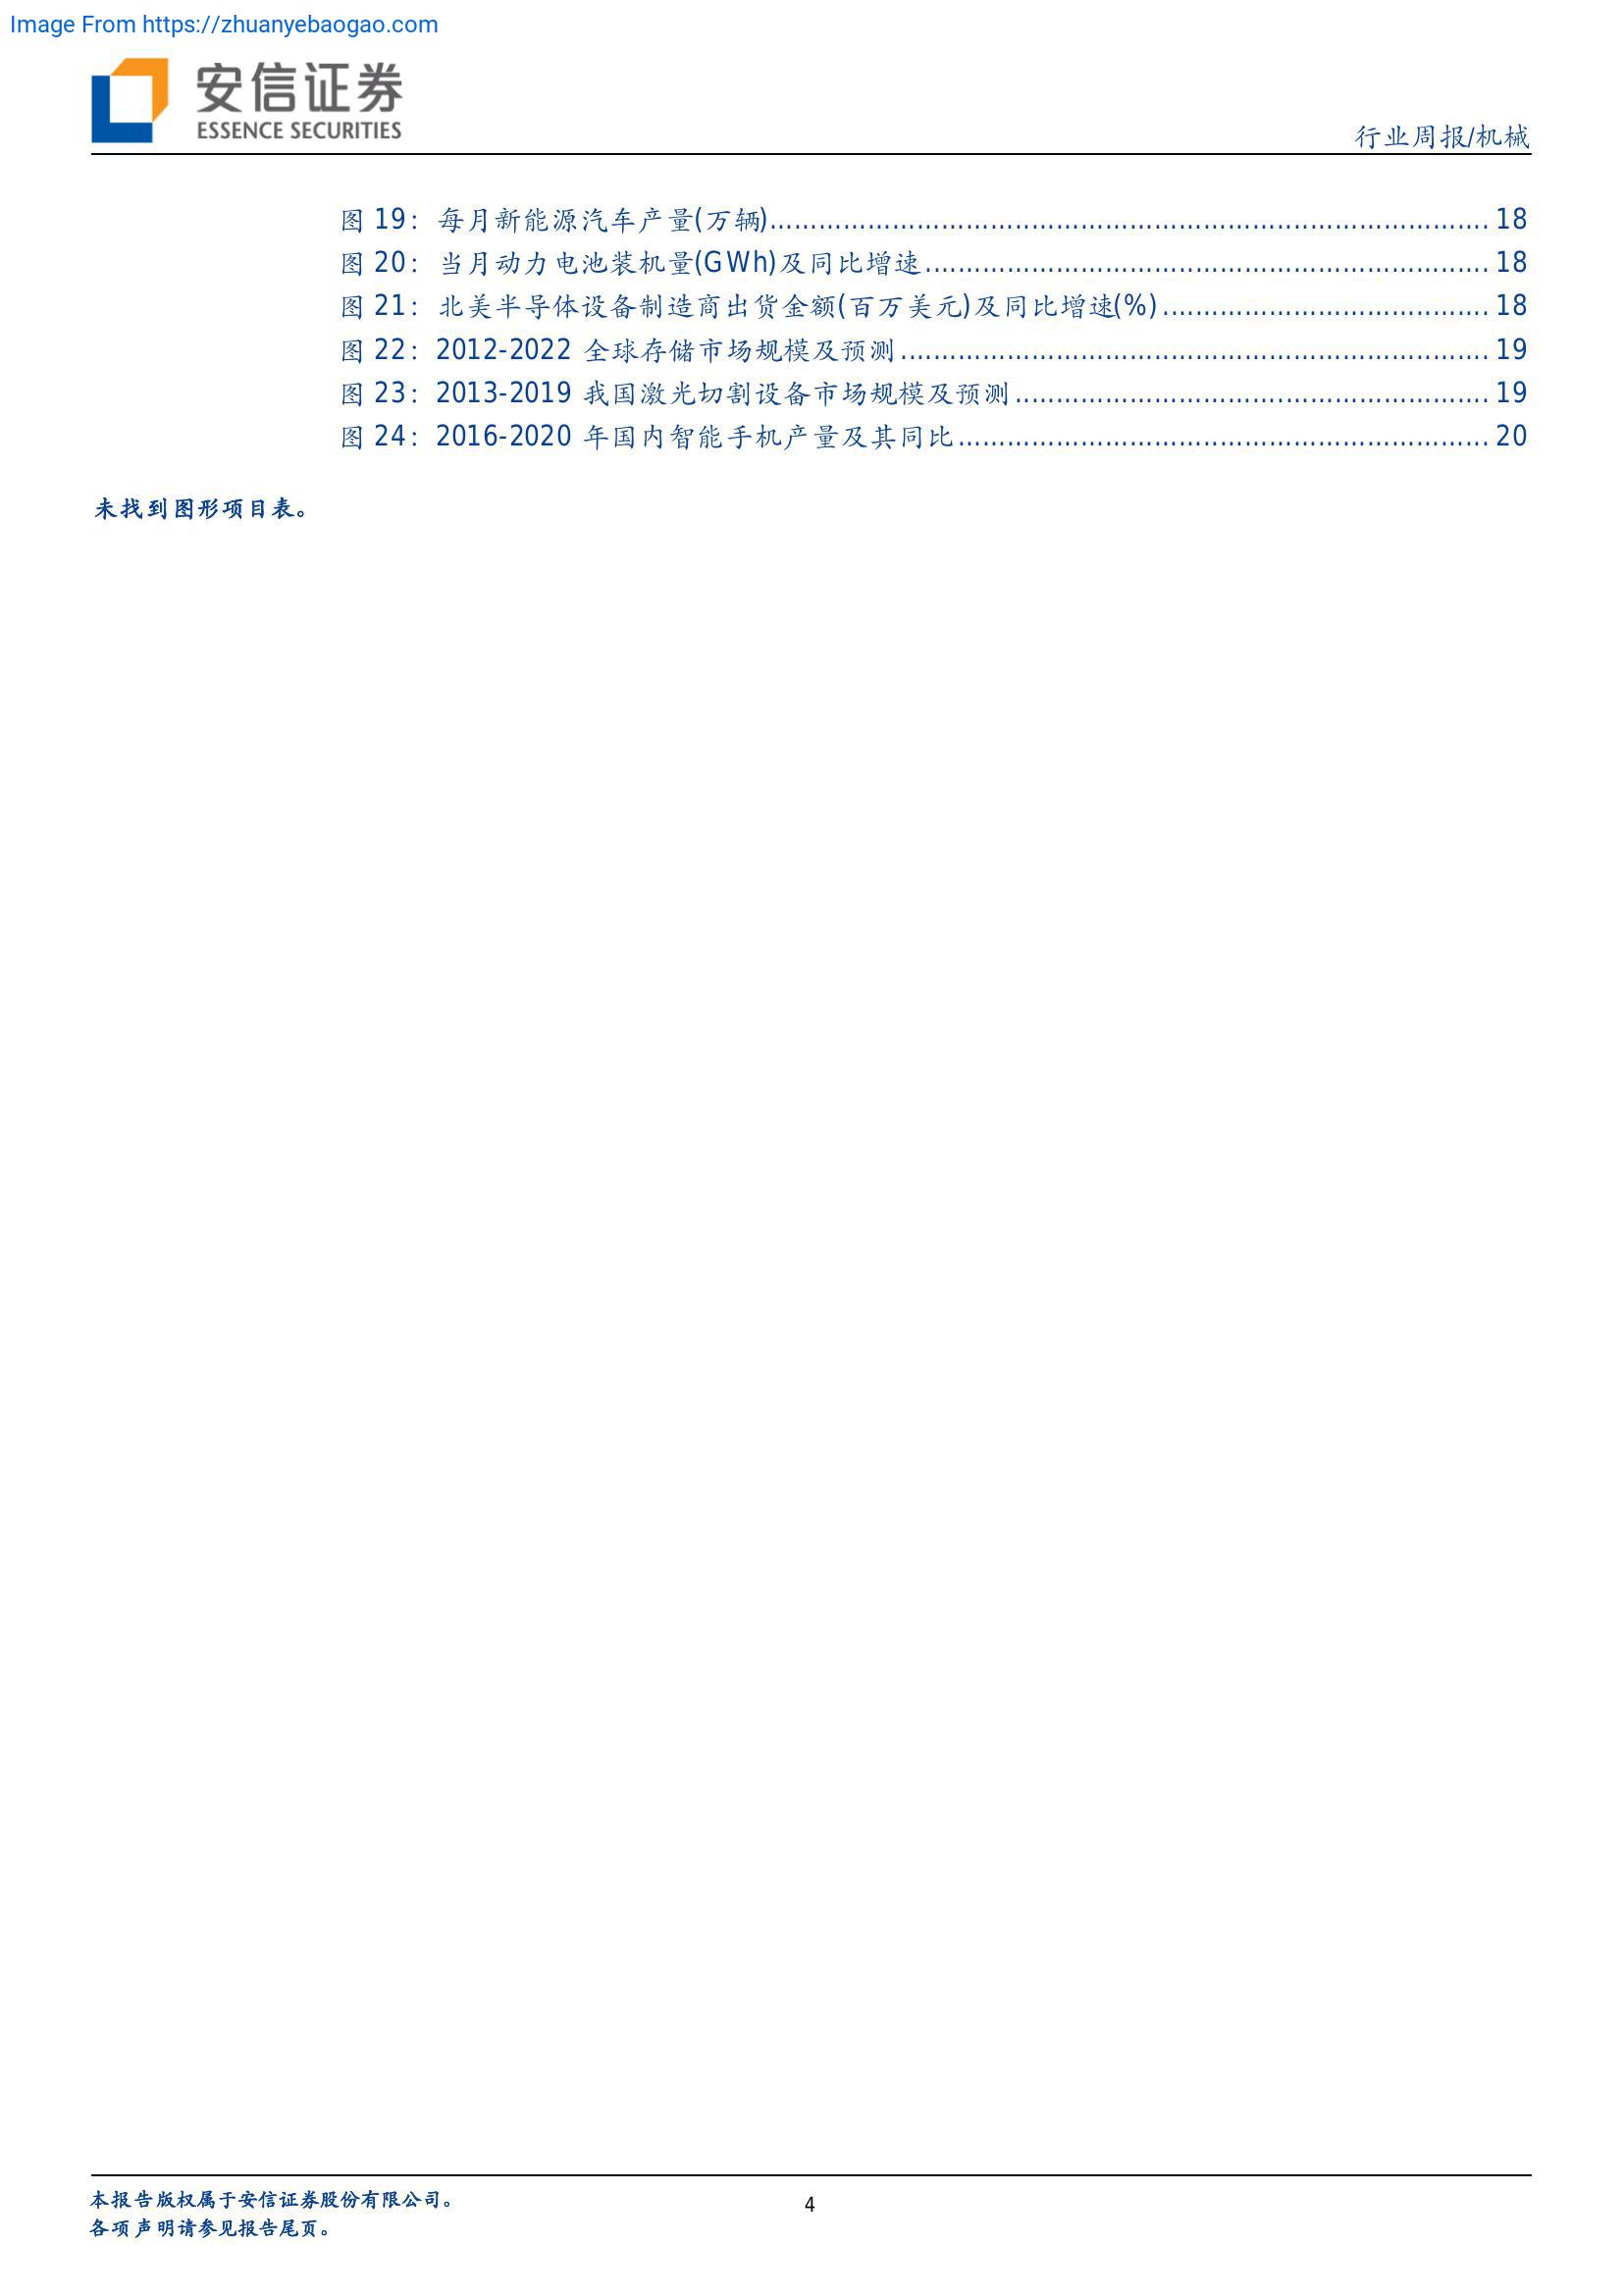 Image From https://zhuanyebaogao.com
安信证券
ESSENCE SECURITIES
行业周报/机械
图 19：每月新能源汽车产量(万辆)........................................................................................ 18
图 20：当月动力电池装机量(GWh)及同比增速..................................................................... 18
图 21：北美半导体设备制造商出货金额(百万美元)及同比增速(%)........................................ 18
图 22：2012-2022 全球存储市场规模及预测........................................................................ 19
图 23：2013-2019 我国激光切割设备市场规模及预测.......................................................... 19
图 24：2016-2020 年国内智能手机产量及其同比................................................................. 20
未找到图形项目表。
本报告版权属于安信证券股份有限公司。
4
各项声明请参见报告尾页。